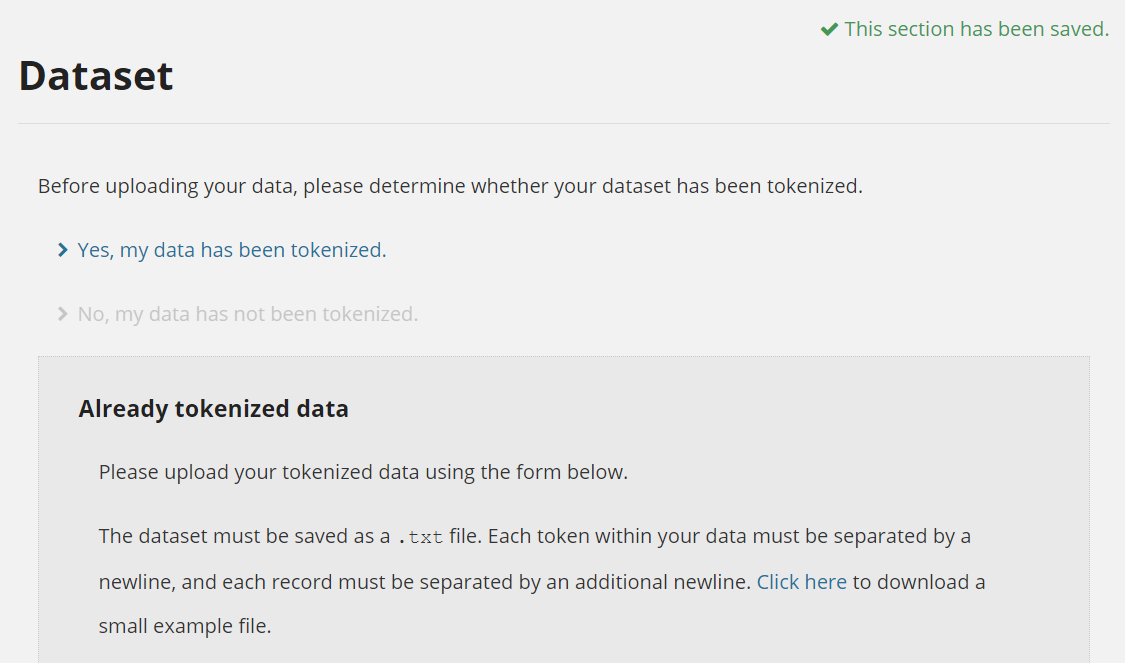 This section has been saved.
Dataset
Before uploading your data, please determine whether your dataset has been tokenized.
Yes, my data has been tokenized.
No, my data has not been tokenized.
Already tokenized data
Please upload your tokenized data using the form below.
The dataset must be saved as a .txt file. Each token within your data must be separated by a
newline, and each record must be separated by an additional newline. Click here to download a
small example file.